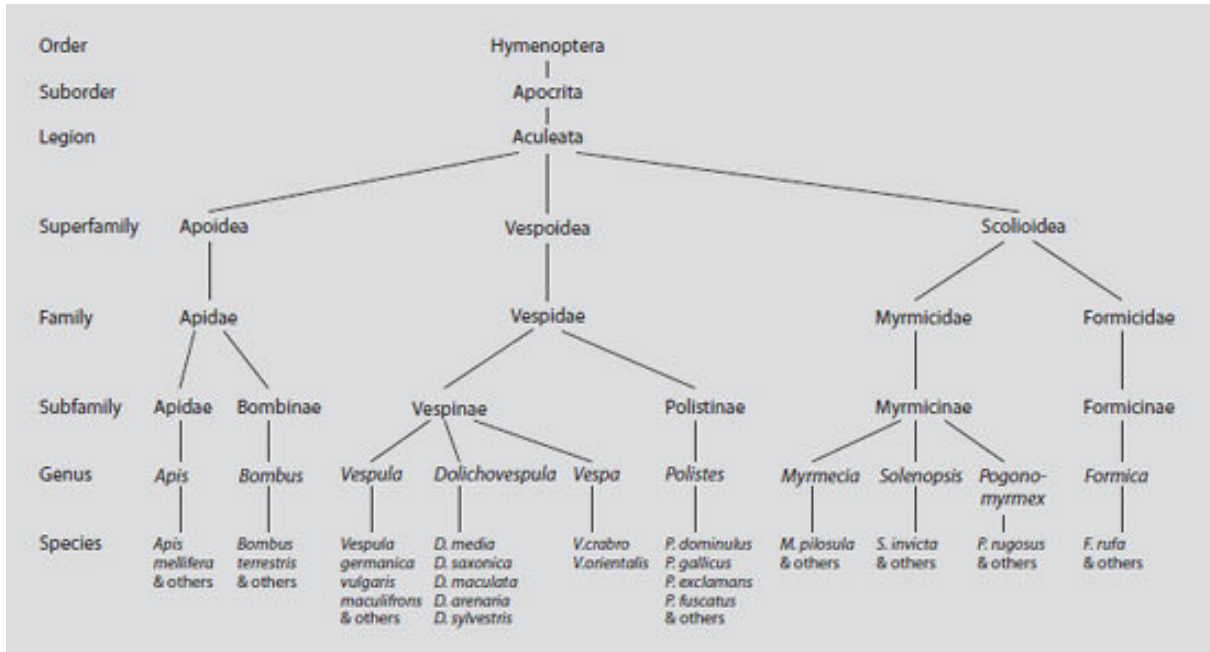 Order Hymenoptera
Suborder Apocrita
Legion Aculeata
Superfamily Apoidea Vespoidea Scolioidea
Family Apidae Vespidae Myrmicidae Formicidae
Subfamily Apidae Bombinae Vespinae Polistinae Myrmicinae Formicinae
Genus Apis Bombus Vespula Dolichovespula Vespa Polistes Myrmecia Solenopsis Pogono- Formica
myrmex
Species Apis Bombus Vespula D. media V.crabro P. dominulus M. pilosula S. invicta P. rugosus F. rufa
mellifera terrestris germanica D. saxonica V.orientalis P. gallicus & others & others & others & others
& others & others vulgaris D. maculata P. exclamans
maculifrons D. arenaria P. fuscatus
& others D. sylvestris & others